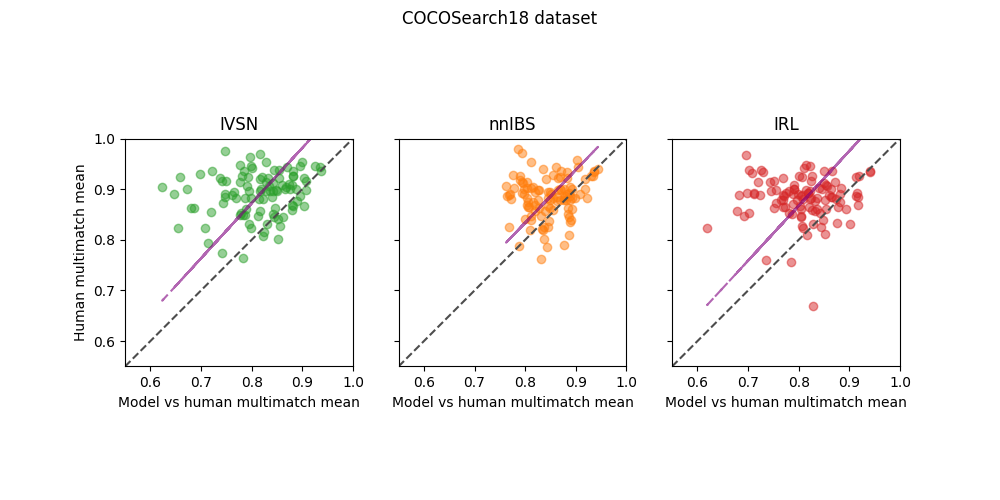 COCOSearch18 dataset
IVSN
nnIBS
IRL
Human multimatch mean
1.0
0.9
0.8
0.7
0.6
0.6 0.7 0.8 0.9 1.0
0.6 0.7 0.8 0.9 1.0
0.6 0.7 0.8 0.9 1.0
Model vs human multimatch mean
Model vs human multimatch mean
Model vs human multimatch mean